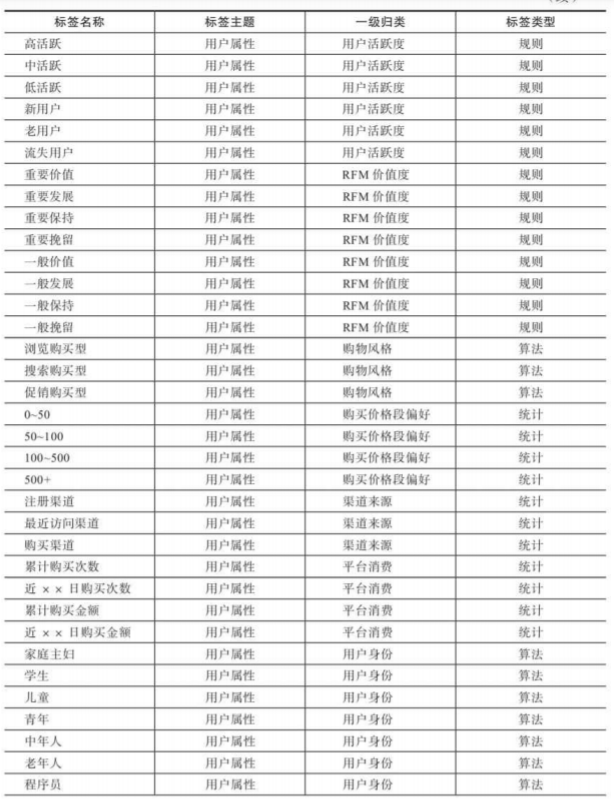 标签名称 标签主题 一级归类 标签类型
高活跃 用户属性 用户活跃度 规则
中活跃 用户属性 用户活跃度 规则
低活跃 用户属性 用户活跃度 规则
新用户 用户属性 用户活跃度 规则
老用户 用户属性 用户活跃度 规则
流失用户 用户属性 用户活跃度 规则
重要价值 用户属性 RFM 价值度 规则
重要发展 用户属性 RFM 价值度 规则
重要保持 用户属性 RFM 价值度 规则
重要挽留 用户属性 RFM 价值度 规则
一般价值 用户属性 RFM 价值度 规则
一般发展 用户属性 RFM 价值度 规则
一般保持 用户属性 RFM 价值度 规则
一般挽留 用户属性 RFM 价值度 规则
浏览购买型 用户属性 购物风格 算法
搜索购买型 用户属性 购物风格 算法
促销购买型 用户属性 购物风格 算法
0~50 用户属性 购买价格段偏好 统计
50~100 用户属性 购买价格段偏好 统计
100~500 用户属性 购买价格段偏好 统计
500+ 用户属性 购买价格段偏好 统计
注册渠道 用户属性 渠道来源 统计
最近访问渠道 用户属性 渠道来源 统计
购买渠道 用户属性 渠道来源 统计
累计购买次数 用户属性 平台消费 统计
近 ×× 日购买次数 用户属性 平台消费 统计
累计购买金额 用户属性 平台消费 统计
近 ×× 日购买金额 用户属性 平台消费 统计
家庭主妇 用户属性 用户身份 算法
学生 用户属性 用户身份 算法
儿童 用户属性 用户身份 算法
青年 用户属性 用户身份 算法
中年人 用户属性 用户身份 算法
老年人 用户属性 用户身份 算法
程序员 用户属性 用户身份 算法